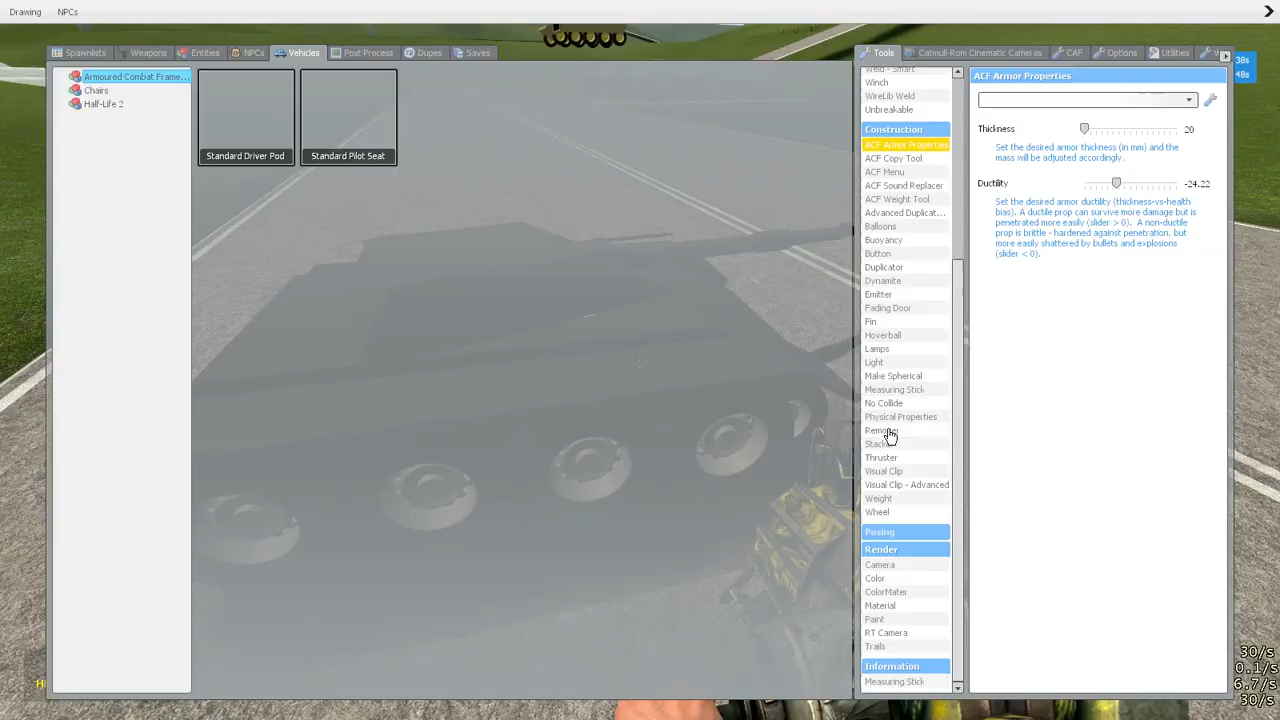 Drawing NPCs
Spawnlists Weapons Entities NPCs Vehicles Post Process Dupes Saves
Tools Catmull-Rom Cinematic Cameras CAF Options Utilities
38s
48s
Armoured Combat Frame...
Chairs
Half-Life 2
Standard Driver Pod
Standard Pilot Seat
Weld - Smart
Winch
WireLib Weld
Unbreakable
Construction
ACF Armor Properties
ACF Copy Tool
ACF Menu
ACF Sound Replacer
ACF Weight Tool
Advanced Duplicat...
Balloons
Buoyancy
Button
Duplicator
Dynamite
Emitter
Fading Door
Fin
Hoverball
Lamps
Light
Make Spherical
Measuring Stick
No Collide
Physical Properties
Remover
Thruster
Visual Clip
Visual Clip - Advanced
Weight
Wheel
Posing
Render
Camera
Color
ColorMater
Material
Paint
RT Camera
Trails
Information
Measuring Stick
ACF Armor Properties
Thickness 20
Set the desired armor thickness (in mm) and the
mass will be adjusted accordingly.
Ductility -24.22
Set the desired armor ductility (thickness-vs-health
bias). A ductile prop can survive more damage but is
penetrated more easily (slider > 0). A non-ductile
prop is brittle - hardened against penetration, but
more easily shattered by bullets and explosions
(slider < 0).
30/s
0.1/s
6.7/s
30/s